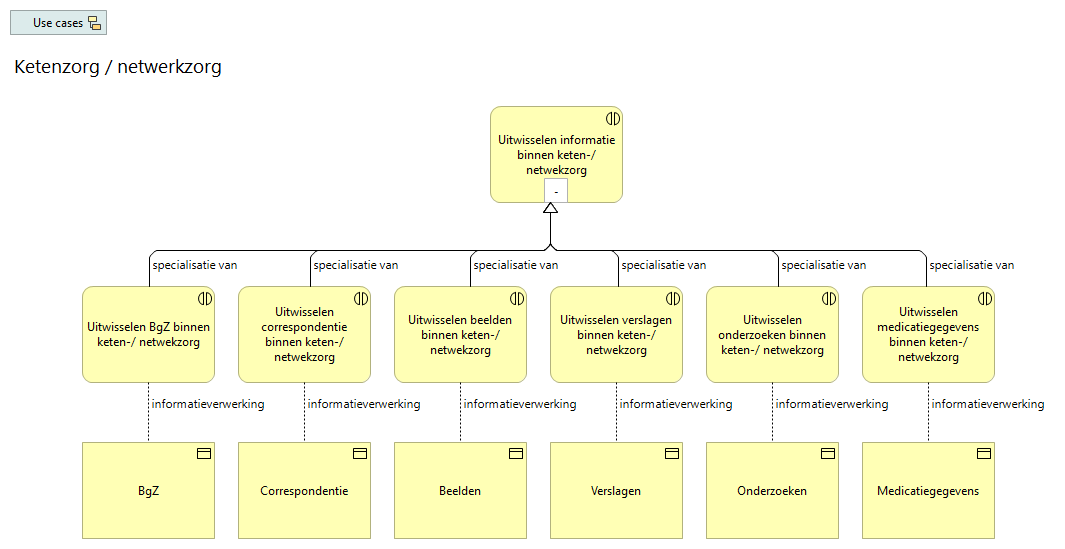 Use cases
Ketenzorg / netwerkzorg
Uitwisselen informatie
binnen keten-/
netwekzorg
-
specialisatie van
specialisatie van
specialisatie van
specialisatie van
specialisatie van
specialisatie van
Uitwisselen BgZ binnen
keten-/ netwekzorg
Uitwisselen
correspondentie
binnen keten-/
netwekzorg
Uitwisselen beelden
binnen keten-/
netwekzorg
Uitwisselen verslagen
binnen keten-/
netwekzorg
Uitwisselen
onderzoeken binnen
keten-/ netwekzorg
Uitwisselen
medicatiegegevens
binnen keten-/
netwekzorg
informatieverwerking
informatieverwerking
informatieverwerking
informatieverwerking
informatieverwerking
informatieverwerking
BgZ
Correspondentie
Beelden
Verslagen
Onderzoeken
Medicatiegegevens